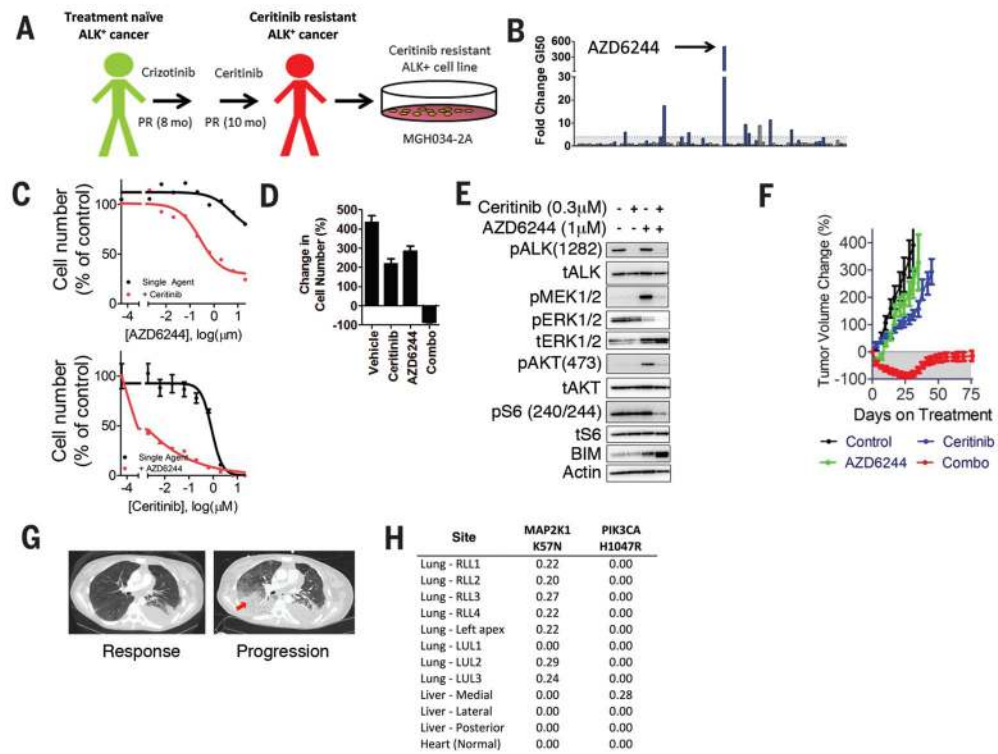 A
Treatment naïve
ALK⁺ cancer
Ceritinib resistant
ALK⁺ cancer
Crizotinib
Ceritinib
PR (8 mo)
PR (10 mo)
Ceritinib resistant
ALK+ cell line
MGH034-2A
B
AZD6244
Fold Change GI50
600
300
30
20
10
0
C
Cell number
(% of control)
100
50
0
Single Agent
+ Ceritinib
-4 -2 -1 0 1
[AZD6244], log(μm)
Cell number
(% of control)
100
50
0
Single Agent
+ AZD6244
-4 -2 -1 0 1
[Ceritinib], log(μM)
D
Change in
Cell Number (%)
500
400
300
200
100
0
-100
Vehicle
Ceritinib
AZD6244
Combo
E
Ceritinib (0.3μM) - + - +
AZD6244 (1μM) - - + +
pALK(1282)
tALK
pMEK1/2
pERK1/2
tERK1/2
pAKT(473)
tAKT
pS6 (240/244)
tS6
BIM
Actin
F
Tumor Volume Change (%)
400
300
200
100
0
-100
0 25 50 75
Days on Treatment
Control
Ceritinib
AZD6244
Combo
G
Response
Progression
H
Site MAP2K1 K57N PIK3CA H1047R
Lung - RLL1 0.22 0.00
Lung - RLL2 0.20 0.00
Lung - RLL3 0.27 0.00
Lung - RLL4 0.22 0.00
Lung - Left apex 0.22 0.00
Lung - LUL1 0.00 0.00
Lung - LUL2 0.29 0.00
Lung - LUL3 0.24 0.00
Liver - Medial 0.00 0.28
Liver - Lateral 0.00 0.00
Liver - Posterior 0.00 0.00
Heart (Normal) 0.00 0.00